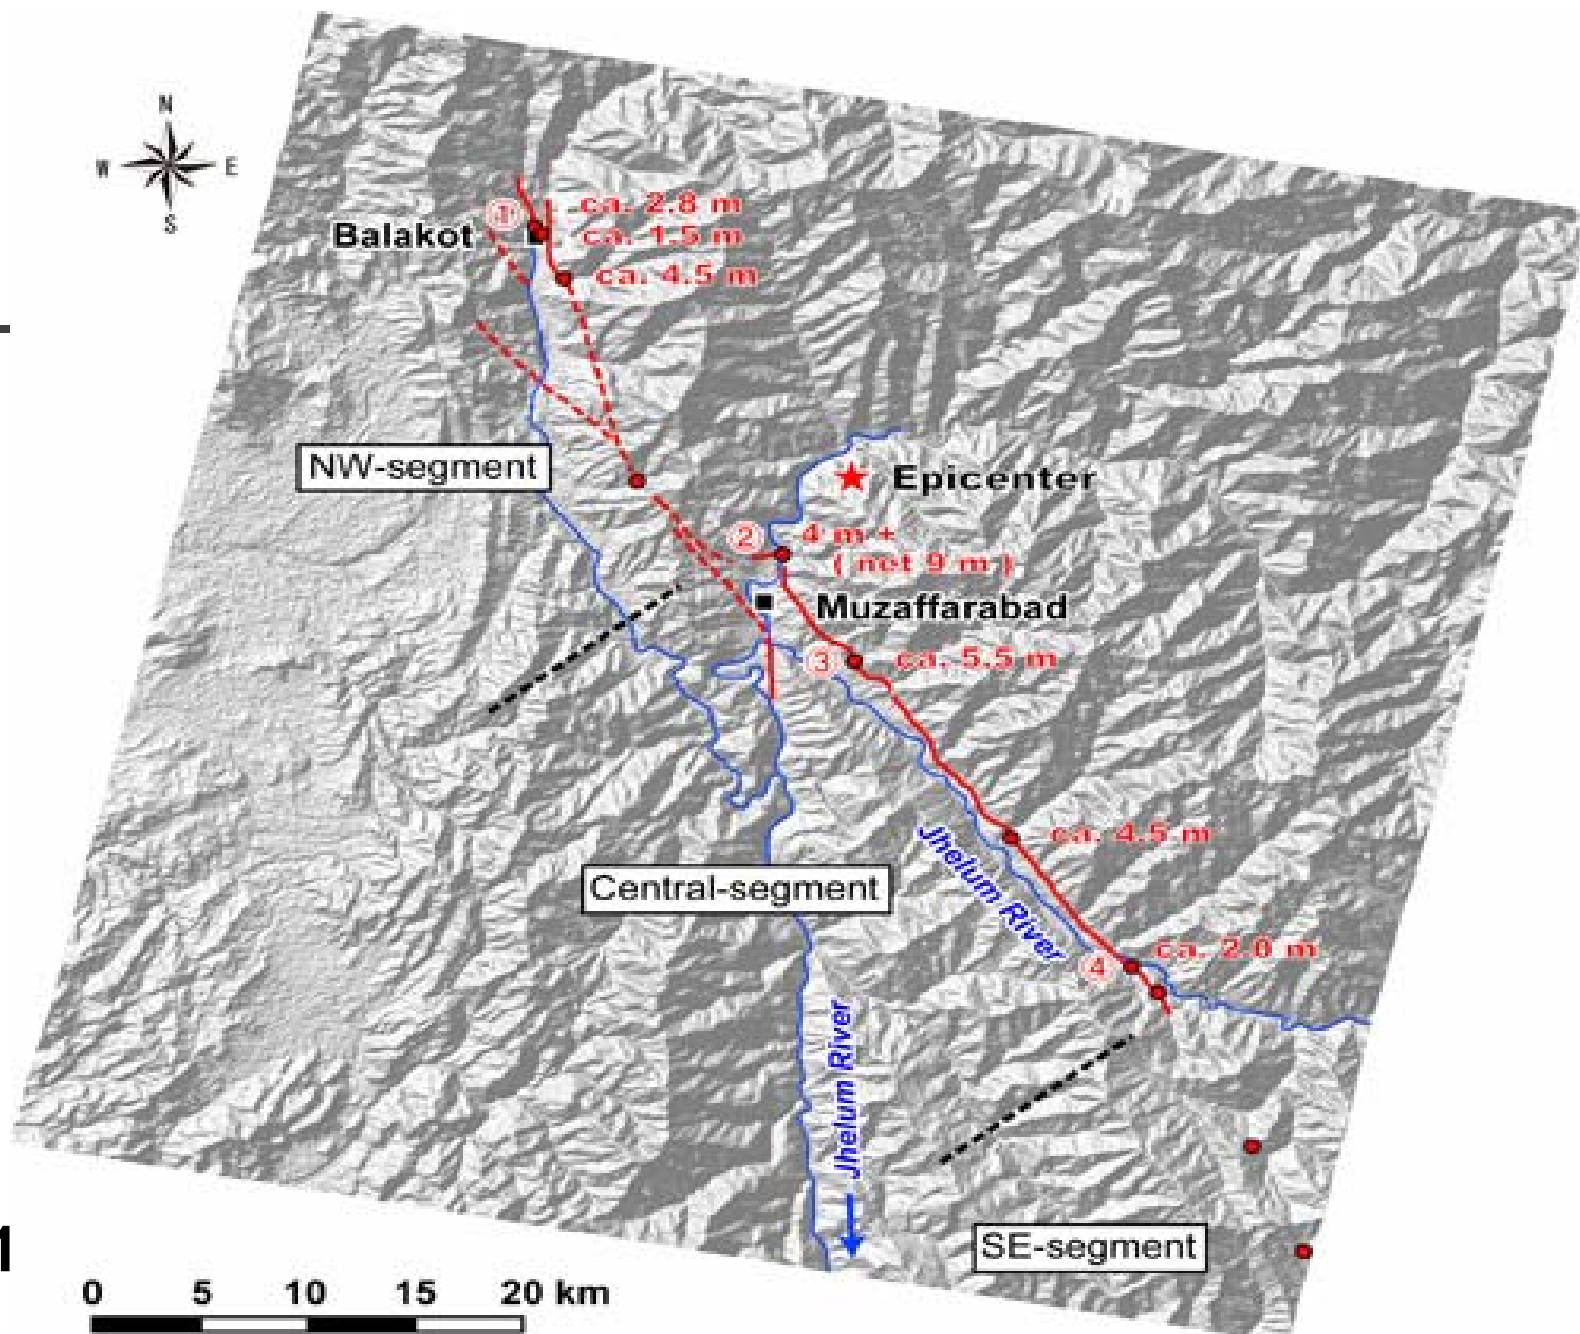 N
W E
S
① ca. 2.8 m
Balakot ca. 1.5 m
ca. 4.5 m
NW-segment
Epicenter
② 4 m +
( net 9 m )
Muzaffarabad
③ ca. 5.5 m
ca. 4.5 m
Jhelum River
Central-segment
ca. 2.0 m
④
Jhelum River
SE-segment
1
0 5 10 15 20 km